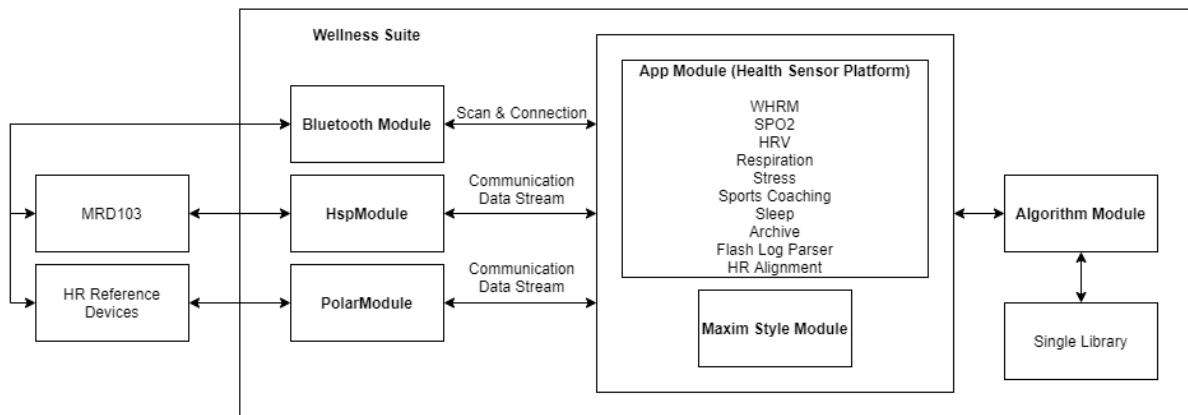 Wellness Suite
App Module (Health Sensor Platform)
WHRM
SPO2
HRV
Respiration
Stress
Sports Coaching
Sleep
Archive
Flash Log Parser
HR Alignment
Bluetooth Module
Scan & Connection
MRD103
HspModule
Communication
Data Stream
Algorithm Module
HR Reference
Devices
PolarModule
Communication
Data Stream
Maxim Style Module
Single Library